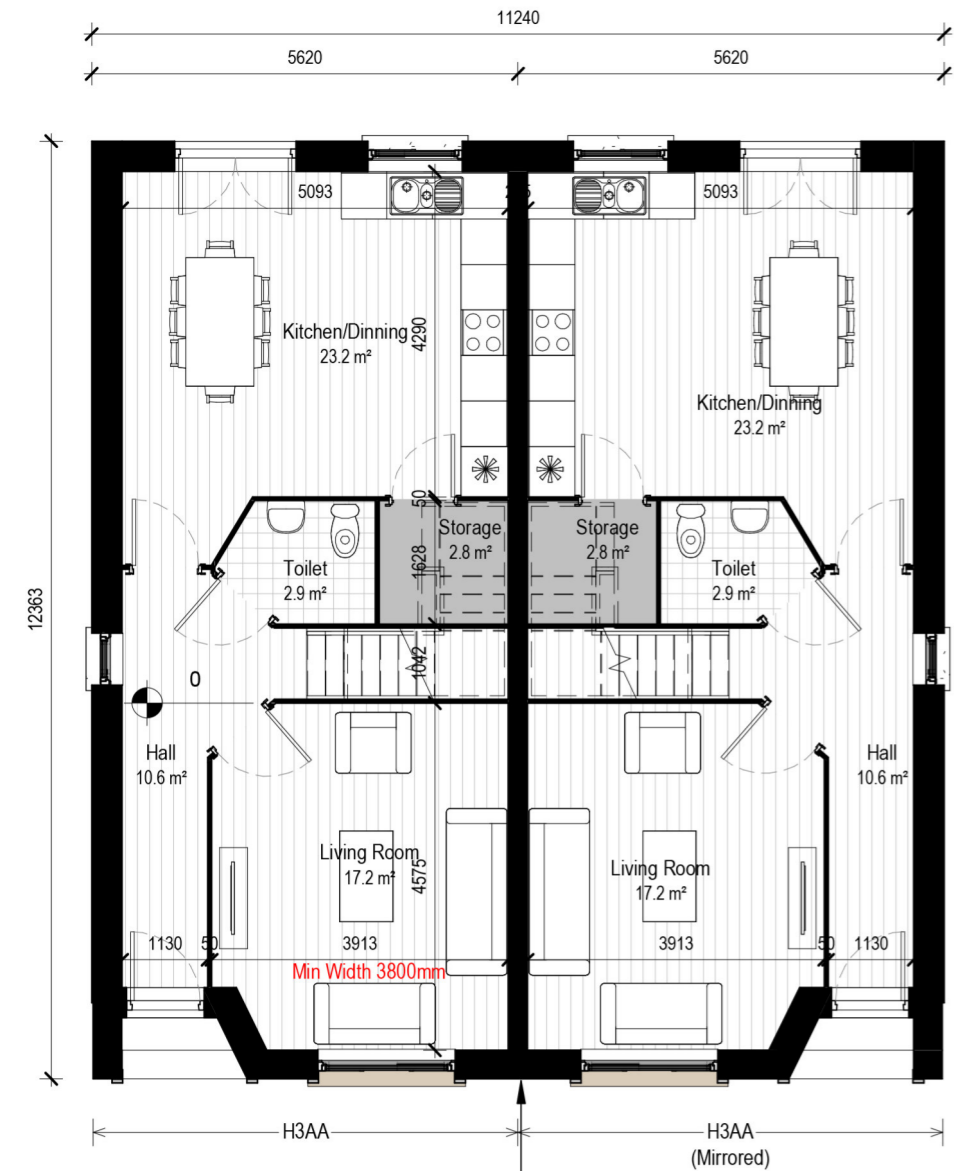 11240
5620
5620
5093
5093
Kitchen/Dinning
23.2 m²
4290
Kitchen/Dinning
23.2 m²
50
Storage
2.8 m²
Storage
2.8 m²
1628
Toilet
2.9 m²
Toilet
2.9 m²
12363
1042
0
Hall
10.6 m²
Hall
10.6 m²
Living Room
17.2 m²
4575
Living Room
17.2 m²
1130
50
3913
3913
50
1130
Min Width 3800mm
H3AA
H3AA
(Mirrored)